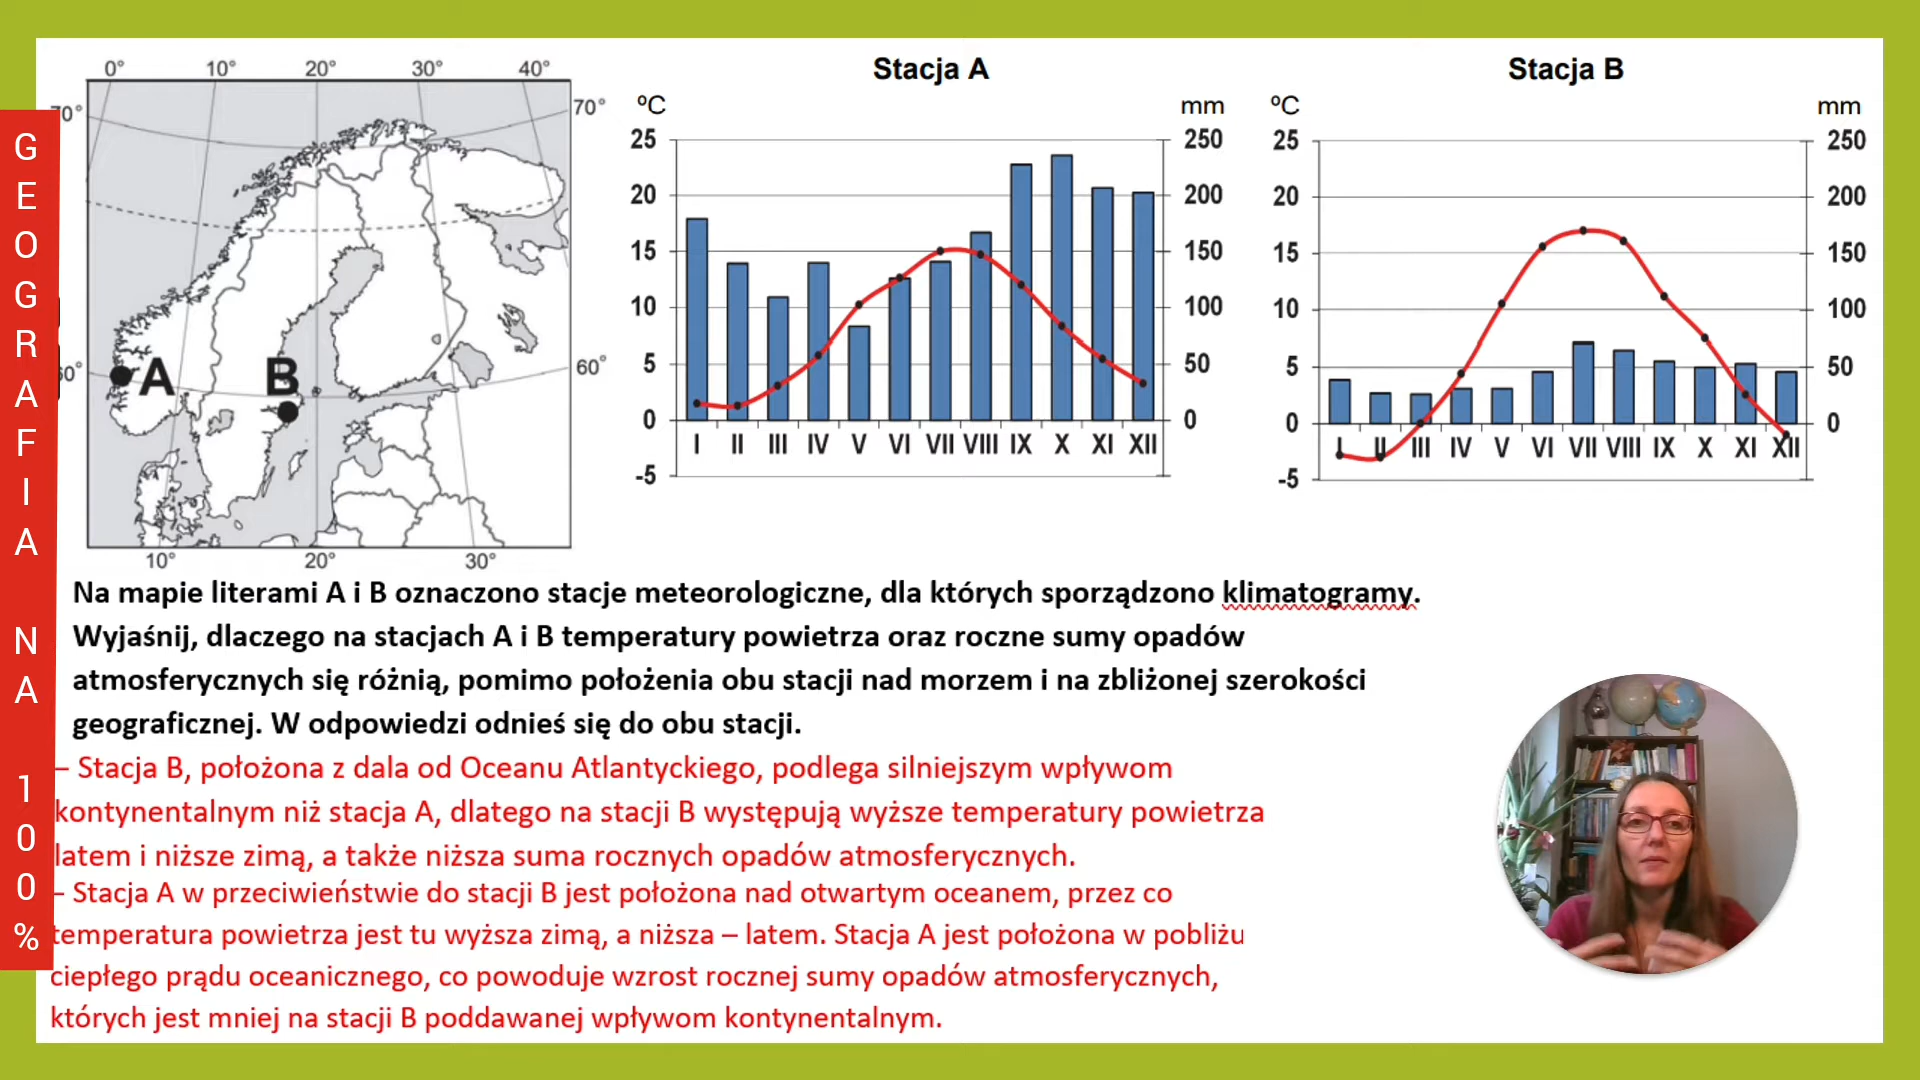 GEOGRAFIA NA 100%
0° 10° 20° 30° 40°
70° 70°
60° 60°
A
B
10° 20° 30°
Stacja A
°C mm
25 250
20 200
15 150
10 100
5 50
0 0
I II III IV V VI VII VIII IX X XI XII
-5
Stacja B
°C mm
25 250
20 200
15 150
10 100
5 50
0 0
I II III IV V VI VII VIII IX X XI XII
-5
Na mapie literami A i B oznaczono stacje meteorologiczne, dla których sporządzono klimatogramy.
Wyjaśnij, dlaczego na stacjach A i B temperatury powietrza oraz roczne sumy opadów
atmosferycznych się różnią, pomimo położenia obu stacji nad morzem i na zbliżonej szerokości
geograficznej. W odpowiedzi odnieś się do obu stacji.
– Stacja B, położona z dala od Oceanu Atlantyckiego, podlega silniejszym wpływom
kontynentalnym niż stacja A, dlatego na stacji B występują wyższe temperatury powietrza
latem i niższe zimą, a także niższa suma rocznych opadów atmosferycznych.
– Stacja A w przeciwieństwie do stacji B jest położona nad otwartym oceanem, przez co
temperatura powietrza jest tu wyższa zimą, a niższa – latem. Stacja A jest położona w pobliżu
ciepłego prądu oceanicznego, co powoduje wzrost rocznej sumy opadów atmosferycznych,
których jest mniej na stacji B poddawanej wpływom kontynentalnym.